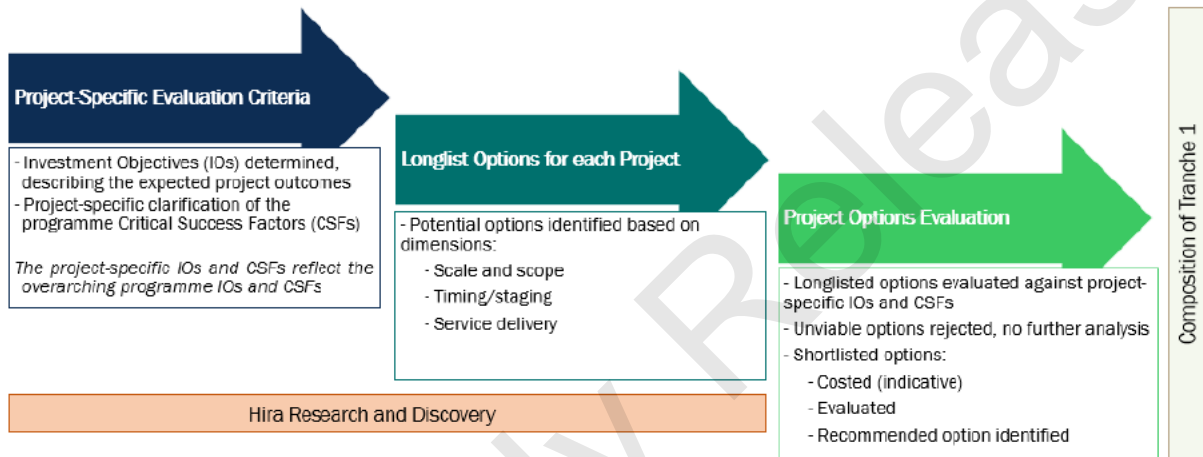 Project-Specific Evaluation Criteria
- Investment Objectives (IOs) determined,
describing the expected project outcomes
- Project-specific clarification of the
programme Critical Success Factors (CSFs)
The project-specific IOs and CSFs reflect the
overarching programme IOs and CSFs
Longlist Options for each Project
- Potential options identified based on
dimensions:
- Scale and scope
- Timing/staging
- Service delivery
Hira Research and Discovery
Project Options Evaluation
- Longlisted options evaluated against project-
specific IOs and CSFs
- Unviable options rejected, no further analysis
- Shortlisted options:
- Costed (indicative)
- Evaluated
- Recommended option identified
Composition of Tranche 1
ly Releas